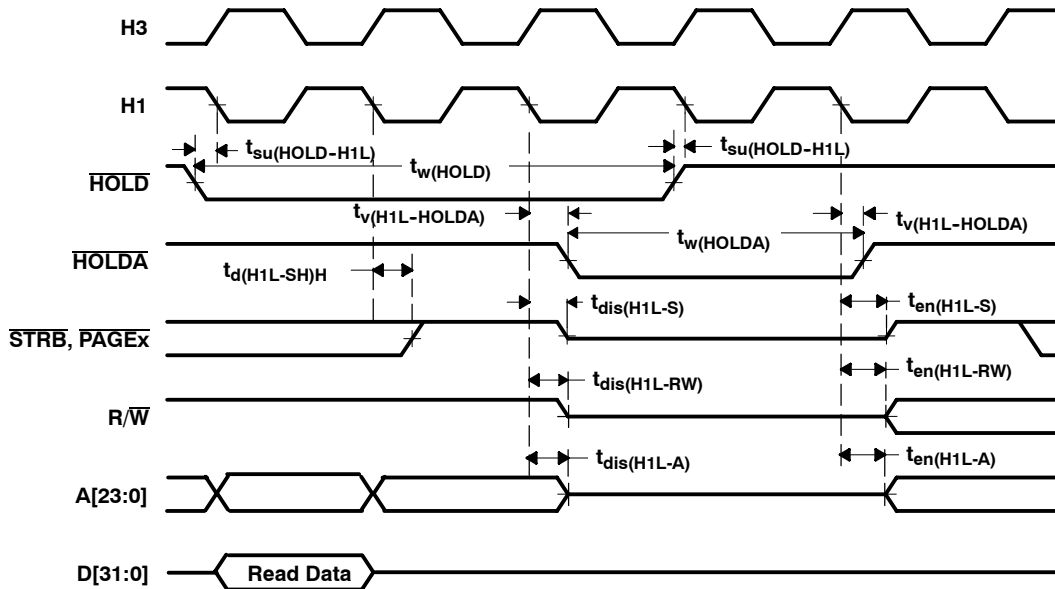 H3
H1
tsu(HOLD-H1L)
tsu(HOLD-H1L)
tw(HOLD)
HOLD
tv(H1L-HOLDA)
tv(H1L-HOLDA)
tw(HOLDA)
HOLDA
td(H1L-SH)H
tdis(H1L-S)
ten(H1L-S)
STRB, PAGEx
tdis(H1L-RW)
ten(H1L-RW)
R/W
tdis(H1L-A)
ten(H1L-A)
A[23:0]
D[31:0]
Read Data